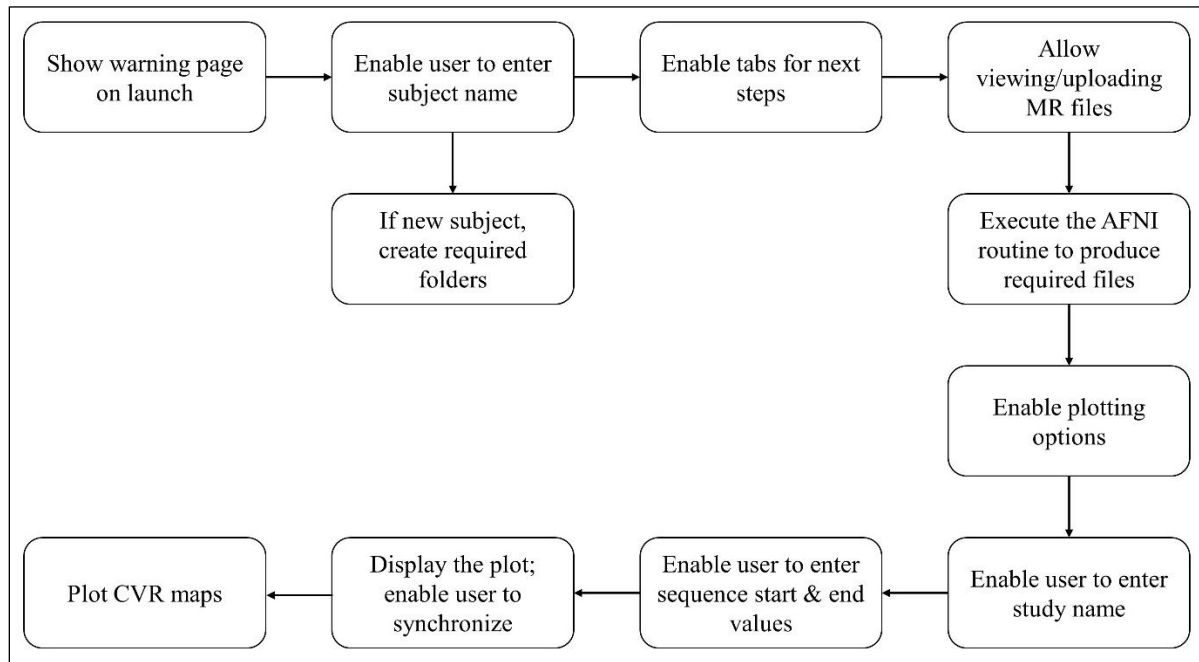 Show warning page
on launch
Enable user to enter
subject name
Enable tabs for next
steps
Allow
viewing/uploading
MR files
If new subject,
create required
folders
Execute the AFNI
routine to produce
required files
Enable plotting
options
Plot CVR maps
Display the plot;
enable user to
synchronize
Enable user to enter
sequence start & end
values
Enable user to enter
study name